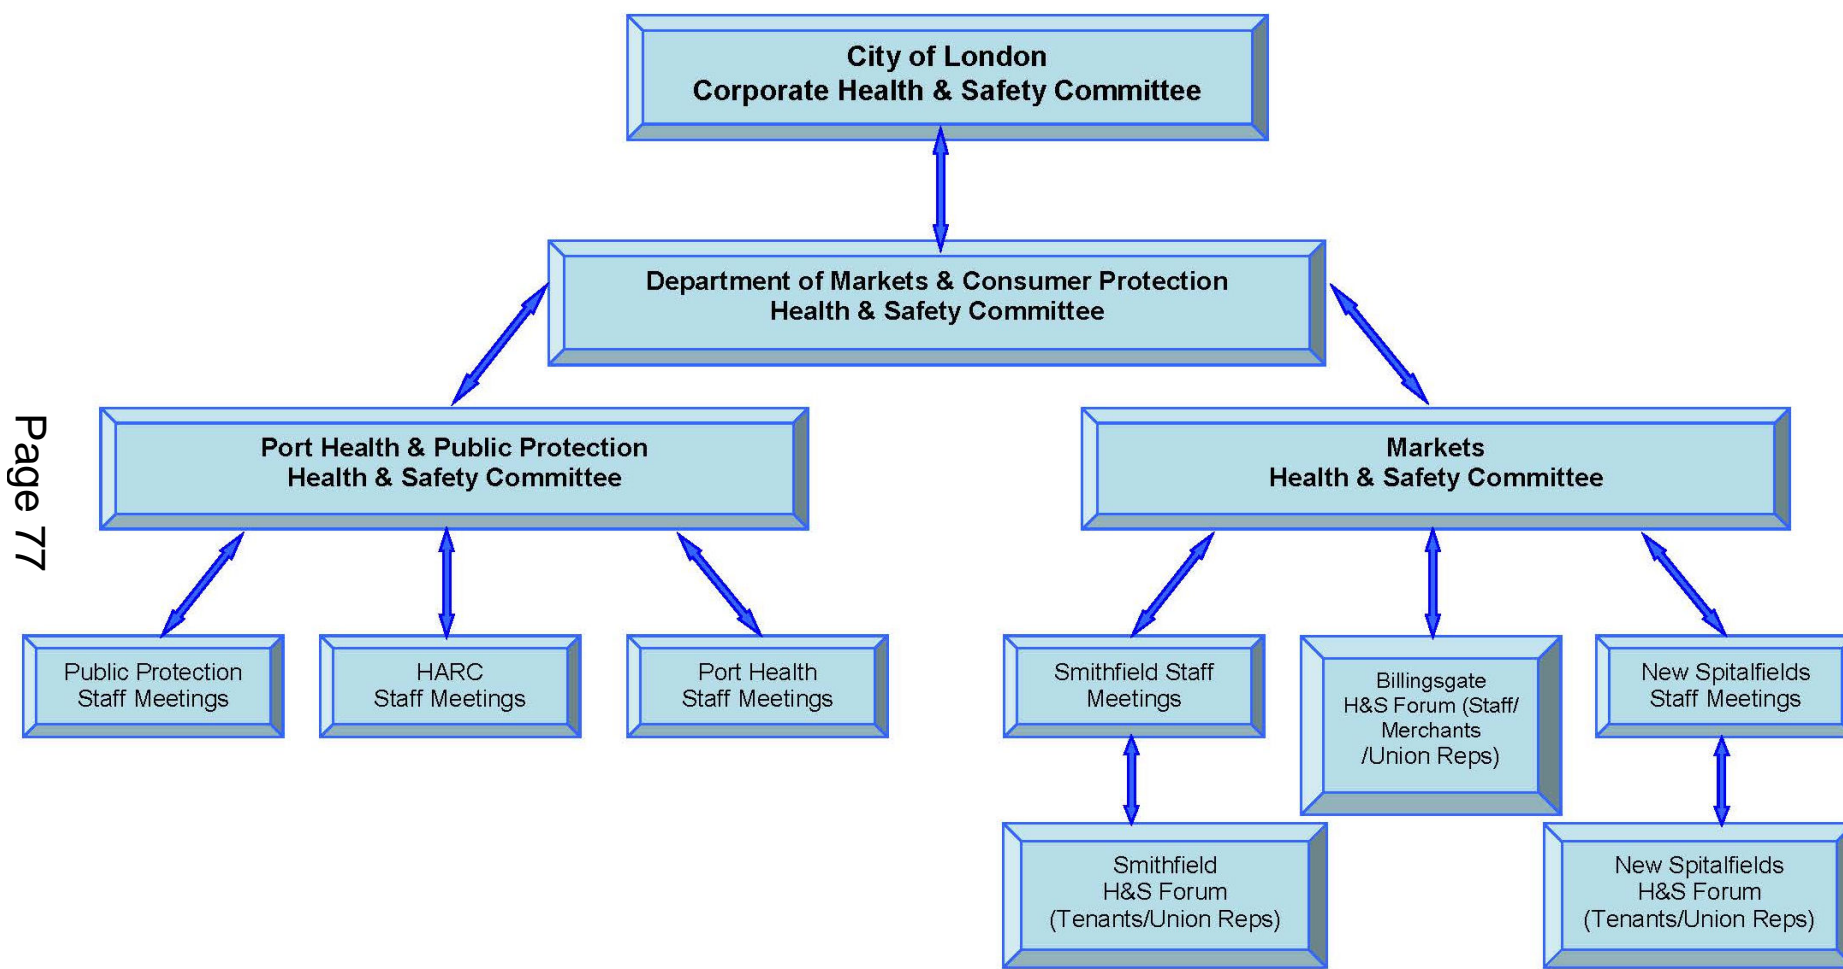 City of London
Corporate Health & Safety Committee
Department of Markets & Consumer Protection
Health & Safety Committee
Port Health & Public Protection
Health & Safety Committee
Markets
Health & Safety Committee
Public Protection
Staff Meetings
HARC
Staff Meetings
Port Health
Staff Meetings
Smithfield Staff
Meetings
Billingsgate
H&S Forum (Staff/
Merchants
/Union Reps)
New Spitalfields
Staff Meetings
Smithfield
H&S Forum
(Tenants/Union Reps)
New Spitalfields
H&S Forum
(Tenants/Union Reps)
Page 77